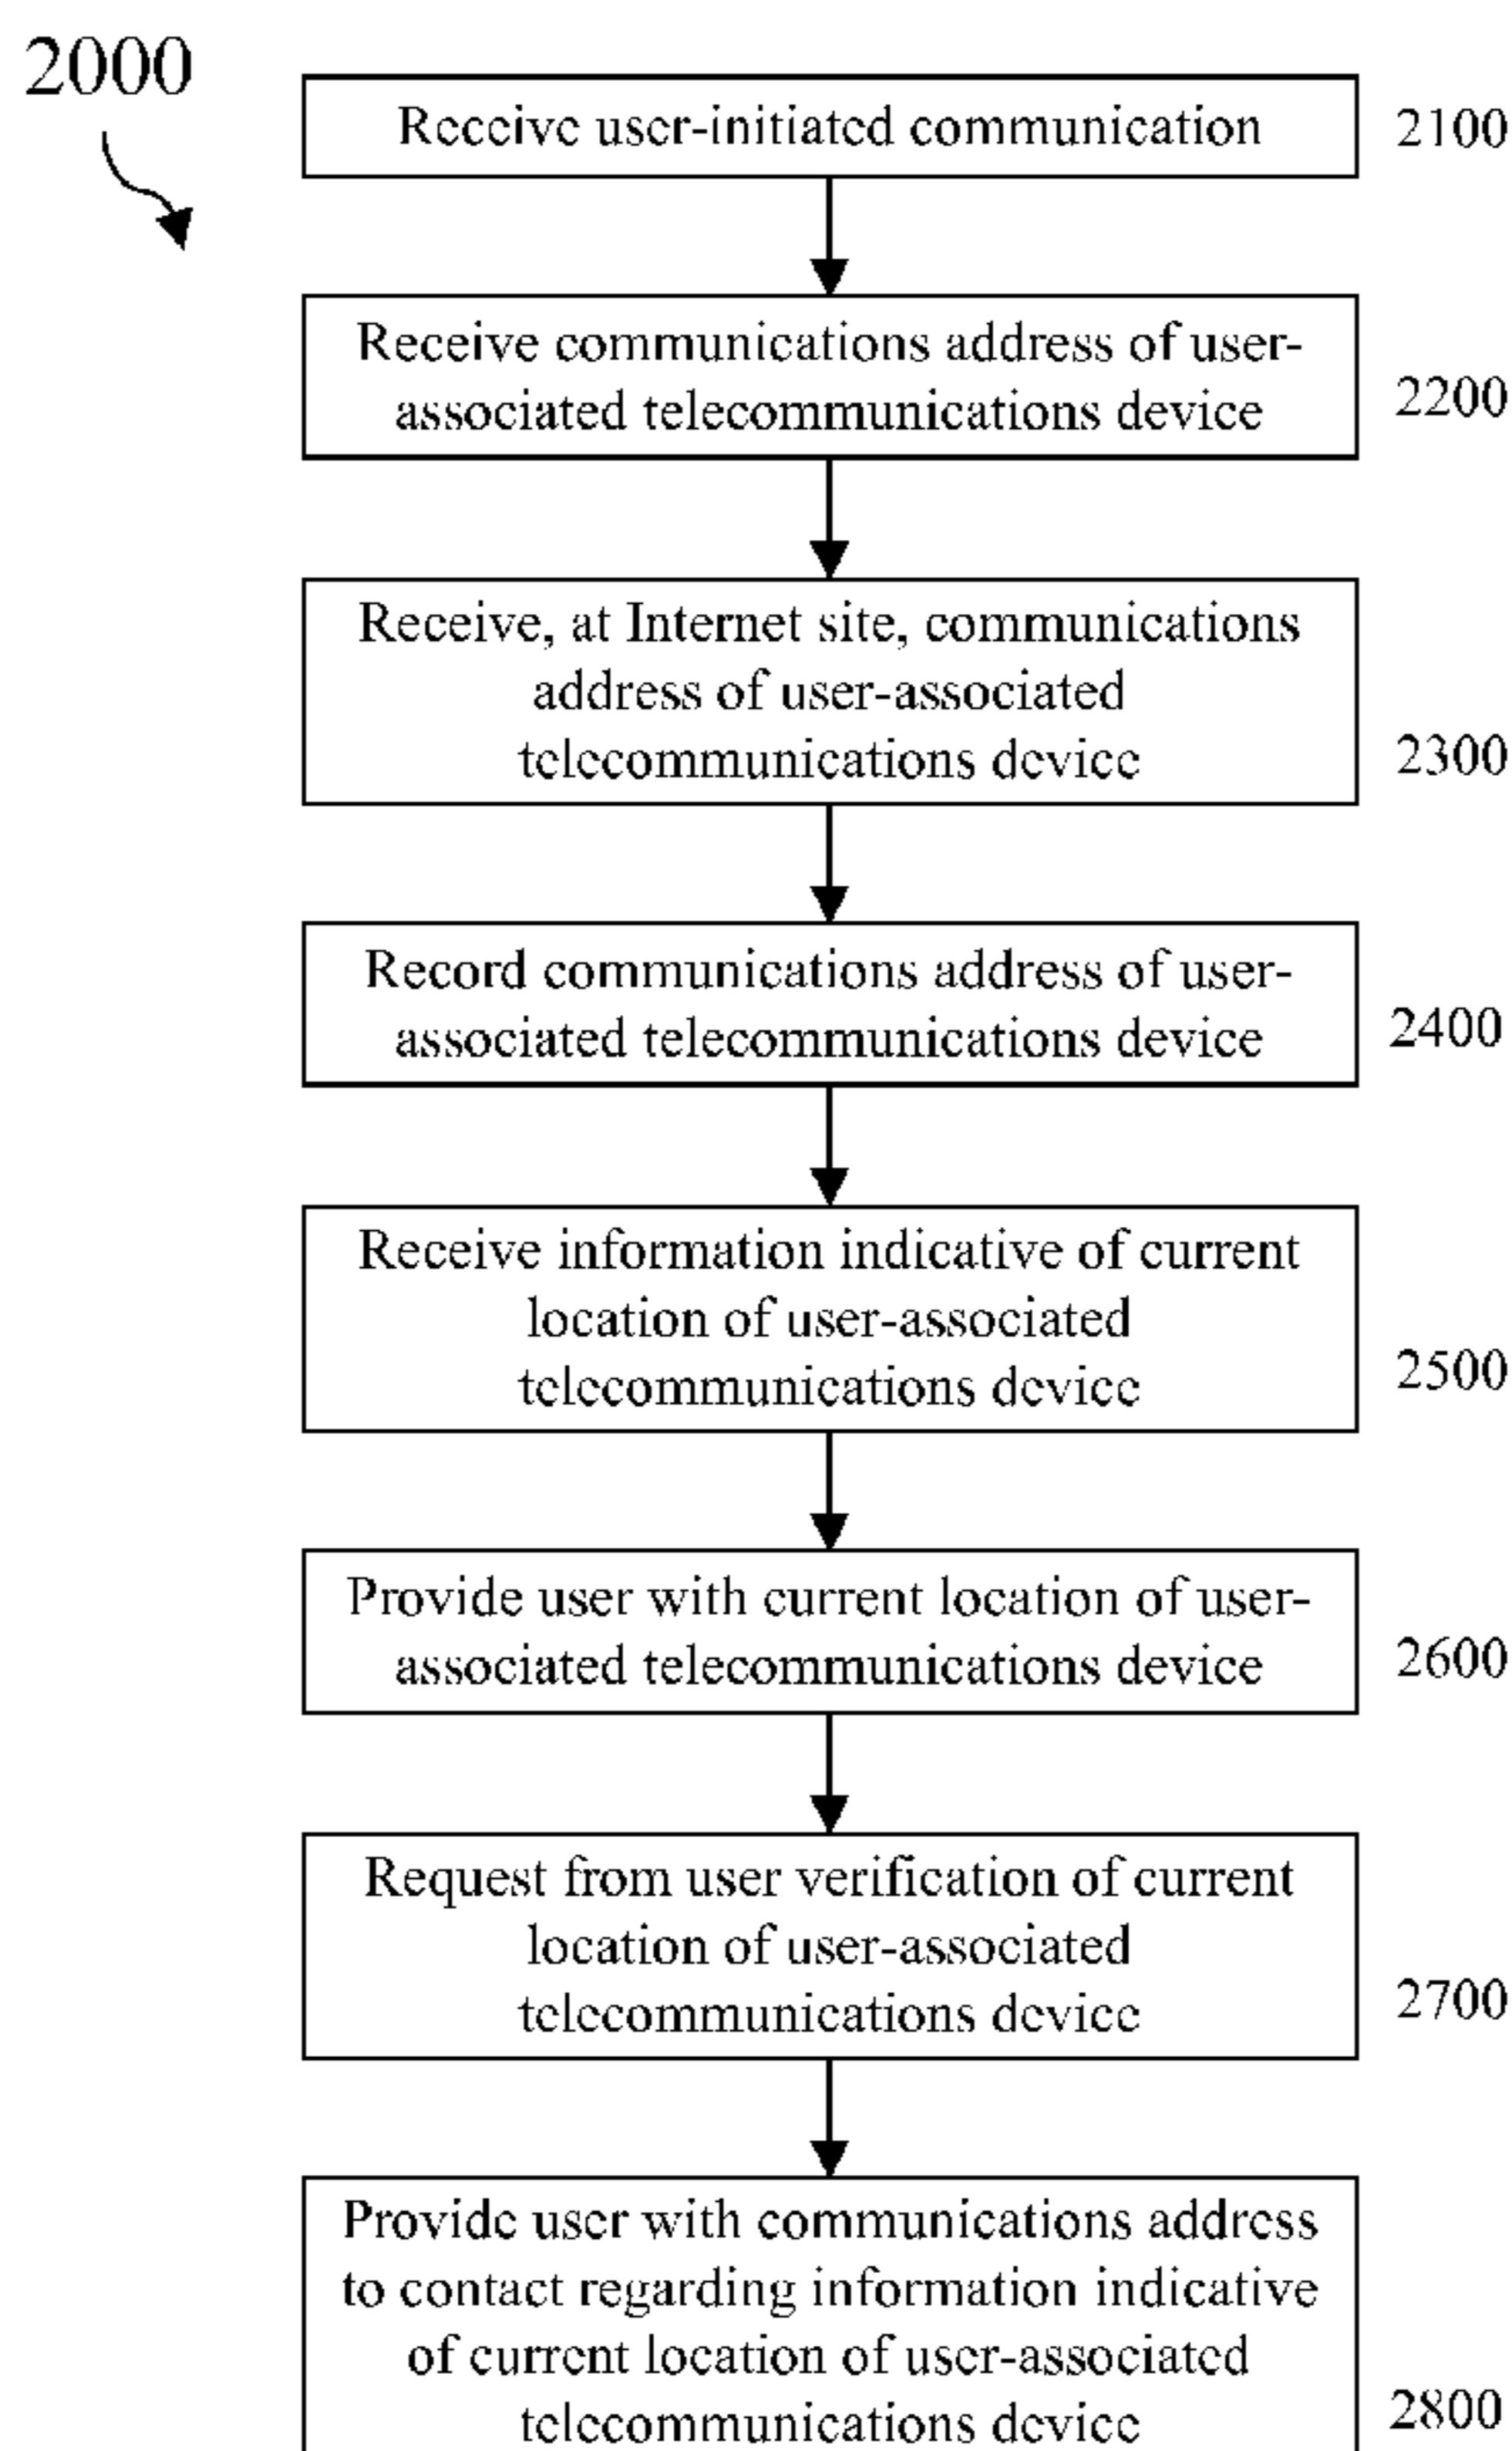 2000
Receive user-initiated communication
2100
Receive communications address of user-
associated telecommunications device
2200
Receive, at Internet site, communications
address of user-associated
telecommunications device
2300
Record communications address of user-
associated telecommunications device
2400
Receive information indicative of current
location of user-associated
telecommunications device
2500
Provide user with current location of user-
associated telecommunications device
2600
Request from user verification of current
location of user-associated
telecommunications device
2700
Provide user with communications address
to contact regarding information indicative
of current location of user-associated
telecommunications device
2800